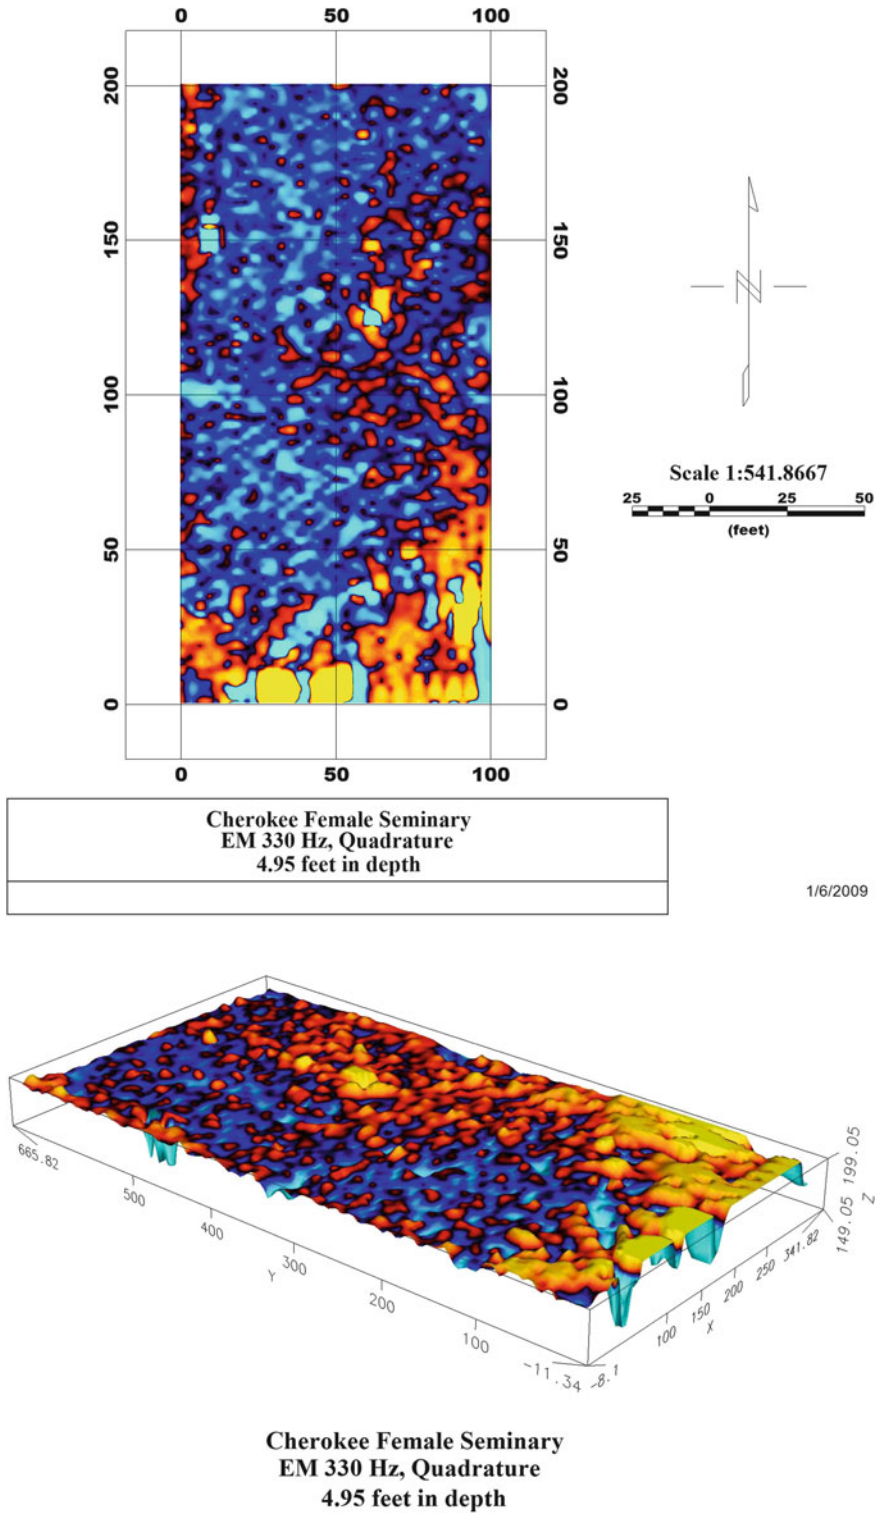 0 100
200 200
150 150
100 100
50 50
0 0
0 50 100
N
Scale 1:541.8667
25 0 25 50
(feet)
Cherokee Female Seminary
EM 330 Hz, Quadrature
4.95 feet in depth
1/6/2009
665.82
500
400
Y
300
200
100
-11.34
-8.1
100
150
X
200
250
341.82
149.05
199.05
Z
Cherokee Female Seminary
EM 330 Hz, Quadrature
4.95 feet in depth